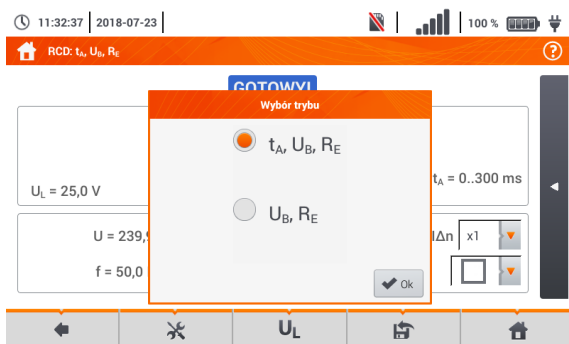 11:32:37 2018-07-23 100 %
RCD: tA, UB, RE ?
GOTOWY!
Wybór trybu
tA, UB, RE
UL = 25,0 V
tA = 0..300 ms
UB, RE
U = 239,
IΔn x1
f = 50,0
Ok
UL